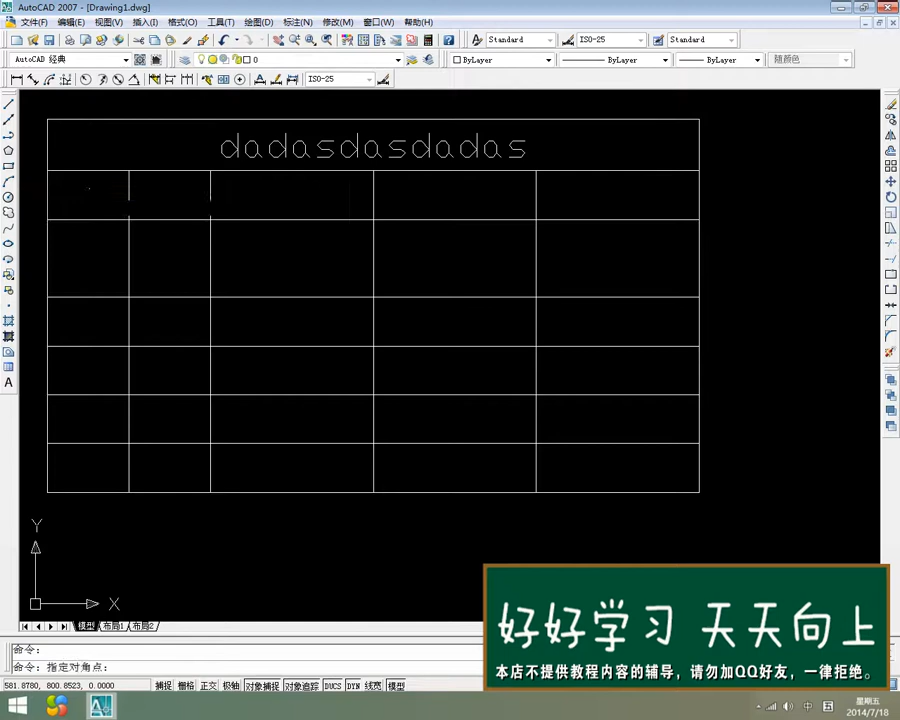 AutoCAD 2007 - [Drawing1.dwg]
文件(F) 编辑(E) 视图(V) 插入(I) 格式(O) 工具(T) 绘图(D) 标注(N) 修改(M) 窗口(W) 帮助(H)
Standard ISO-25 Standard
AutoCAD 经典 0 ByLayer ByLayer ByLayer 随颜色
ISO-25
dadasdasdadas
Y
X
模型 布局1 布局2
命令:
命令: 指定对角点:
581.8780, 800.8523, 0.0000 捕捉 栅格 正交 极轴 对象捕捉 对象追踪 DUCS DYN 线宽 模型
好好学习 天天向上
本店不提供教程内容的辅导，请勿加QQ好友，一律拒绝。
中 五
星期五
2014/7/18